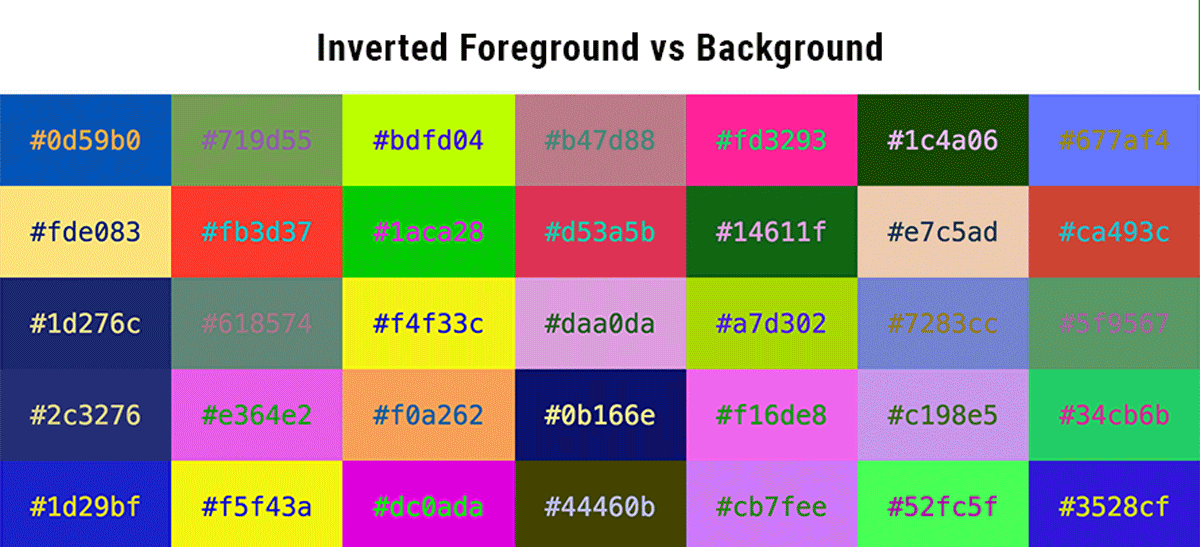 Inverted Foreground vs Background
#0d59b0 #719d55 #bdfd04 #b47d88 #fd3293 #1c4a06 #677af4
#fde083 #fb3d37 #1aca28 #d53a5b #14611f #e7c5ad #ca493c
#1d276c #618574 #f4f33c #daa0da #a7d302 #7283cc #5f9567
#2c3276 #e364e2 #f0a262 #0b166e #f16de8 #c198e5 #34cb6b
#1d29bf #f5f43a #dc0ada #44460b #cb7fee #52fc5f #3528cf